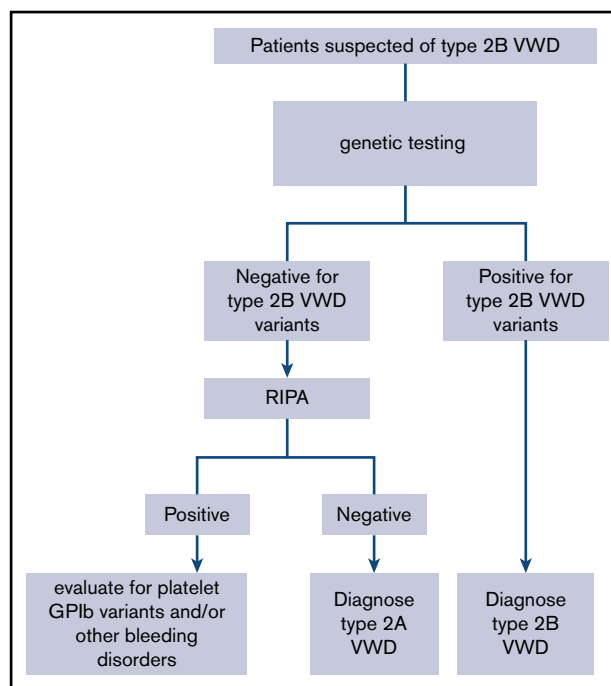 Patients suspected of type 2B VWD
genetic testing
Negative for
type 2B VWD
variants
Positive for
type 2B VWD
variants
RIPA
Positive
Negative
evaluate for platelet
GPIb variants and/or
other bleeding
disorders
Diagnose
type 2A
VWD
Diagnose
type 2B
VWD